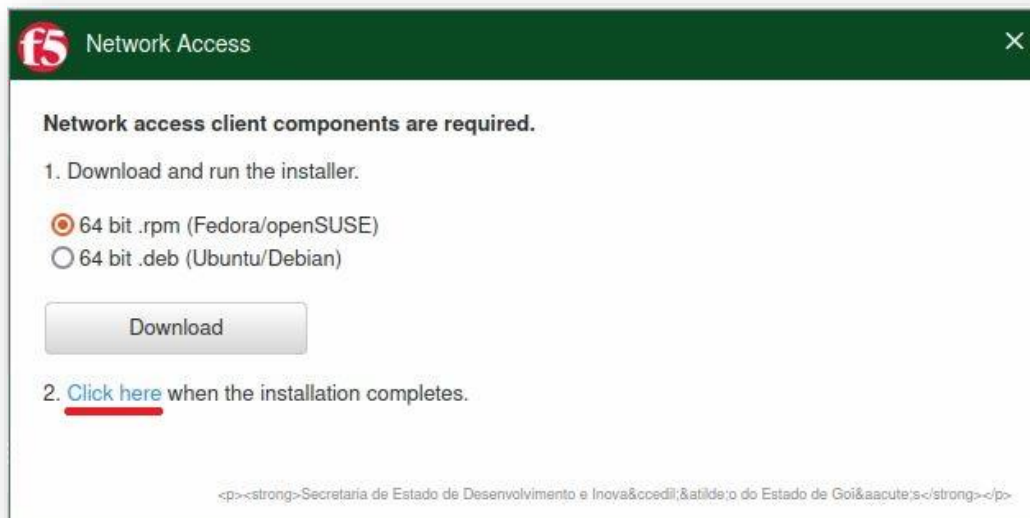 f5 Network Access
Network access client components are required.
1. Download and run the installer.
64 bit .rpm (Fedora/openSUSE)
64 bit .deb (Ubuntu/Debian)
Download
2. Click here when the installation completes.
<p><strong>Secretaria de Estado de Desenvolvimento e Inova&ccedil;&atilde;o do Estado de Goi&aacute;s</strong></p>